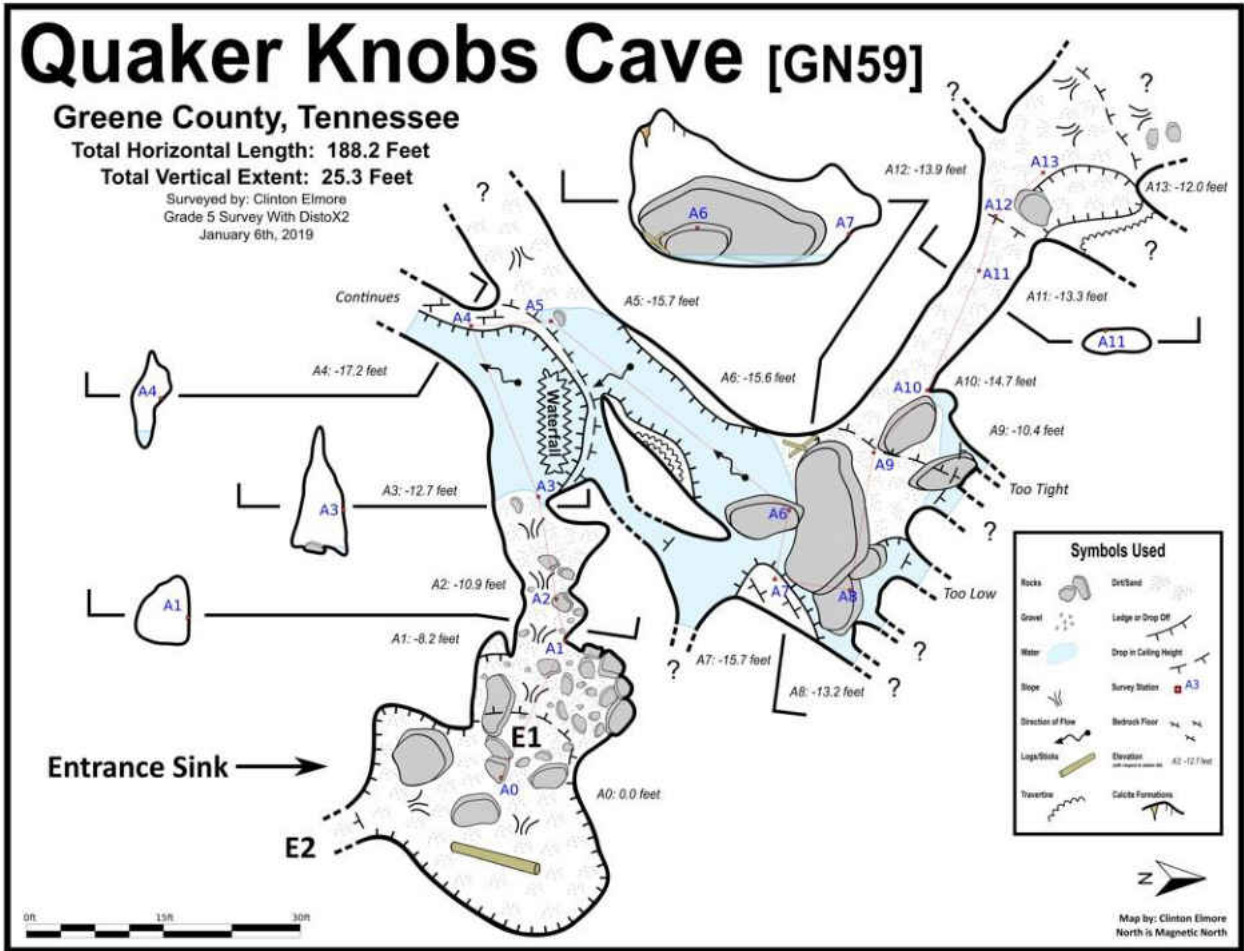 Quaker Knobs Cave [GN59]
Greene County, Tennessee
Total Horizontal Length: 188.2 Feet
Total Vertical Extent: 25.3 Feet
Surveyed by: Clinton Elmore
Grade 5 Survey With DistoX2
January 6th, 2019
?
?
?
A6
A7
A12: -13.9
A13
A13: -12.0
A12
?
A11
A11: -13.3 feet
A11
Continues
A4
A5
A5: -15.7 feet
A4: -17.2 feet
A4
Waterfall
A6: -15.6 feet
A10
A10: -14.7 feet
A9: -10.4 feet
A9
Too Tight
?
A3: -12.7 feet
A3
A3
A6
A2: -10.9 feet
A2
A7
A8
Too Low
?
A1
A1: -8.2 feet
A1
?
A7: -15.7 feet
A8: -13.2 feet
?
E1
Entrance Sink
A0
A0: 0.0 feet
E2
0ft
15ft
30ft
Symbols Used
Rocks
Dirt/Sand
Gravel
Ledge or Drop Off
Water
Drop in Ceiling Height
Slope
Survey Station
A3
Direction of Flow
Bedrock Floor
Logs/Sticks
Elevation
A3: -12.7 feet
Travertine
Calcite Formations
N
Map by: Clinton Elmore
North is Magnetic North